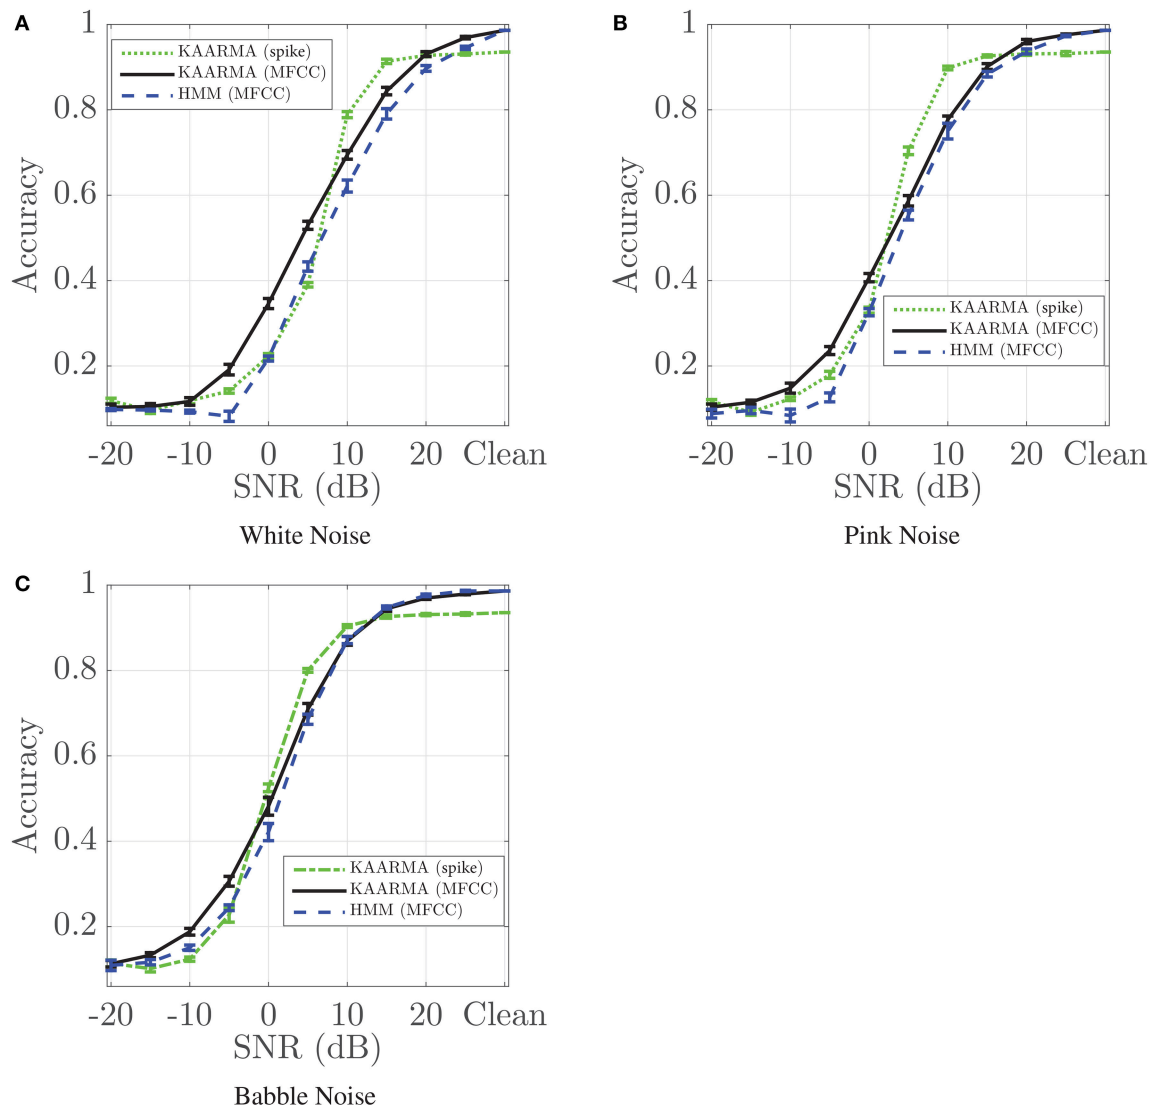 A
1
0.8
0.6
0.4
0.2
Accuracy
KAARMA (spike)
KAARMA (MFCC)
HMM (MFCC)
-20 -10 0 10 20 Clean
SNR (dB)
White Noise
B
1
0.8
0.6
0.4
0.2
Accuracy
KAARMA (spike)
KAARMA (MFCC)
HMM (MFCC)
-20 -10 0 10 20 Clean
SNR (dB)
Pink Noise
C
1
0.8
0.6
0.4
0.2
Accuracy
KAARMA (spike)
KAARMA (MFCC)
HMM (MFCC)
-20 -10 0 10 20 Clean
SNR (dB)
Babble Noise